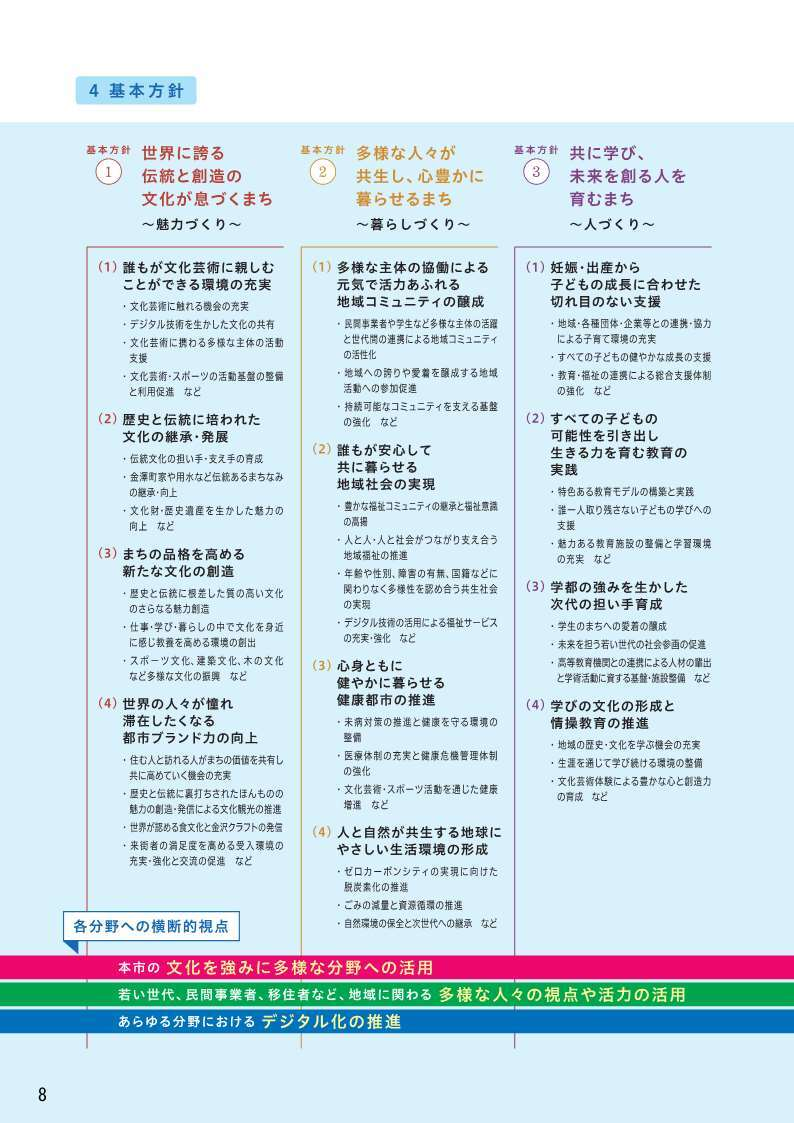 4 基本方針
基本方針
1
世界に誇る
伝統と創造の
文化が息づくまち
～魅力づくり～
（1）誰もが文化芸術に親しむ
ことができる環境の充実
・文化芸術に触れる機会の充実
・デジタル技術を生かした文化の共有
・文化芸術に携わる多様な主体の活動
支援
・文化芸術・スポーツの活動基盤の整備
と利用促進　など
（2）歴史と伝統に培われた
文化の継承・発展
・伝統文化の担い手・支え手の育成
・金澤町家や用水など伝統あるまちなみ
の継承・向上
・文化財・歴史遺産を生かした魅力の
向上　など
（3）まちの品格を高める
新たな文化の創造
・歴史と伝統に根差した質の高い文化
のさらなる魅力創造
・仕事・学び・暮らしの中で文化を身近
に感じ教養を高める環境の創出
・スポーツ文化、建築文化、木の文化
など多様な文化の振興　など
（4）世界の人々が憧れ
滞在したくなる
都市ブランド力の向上
・住む人と訪れる人がまちの価値を共有し
共に高めていく機会の充実
・歴史と伝統に裏打ちされたほんものの
魅力の創造・発信による文化観光の推進
・世界が認める食文化と金沢クラフトの発信
・来街者の満足度を高める受入環境の
充実・強化と交流の促進　など
基本方針
2
多様な人々が
共生し、心豊かに
暮らせるまち
～暮らしづくり～
（1）多様な主体の協働による
元気で活力あふれる
地域コミュニティの醸成
・民間事業者や学生など多様な主体の活躍
と世代間の連携による地域コミュニティ
の活性化
・地域への誇りや愛着を醸成する地域
活動への参加促進
・持続可能なコミュニティを支える基盤
の強化　など
（2）誰もが安心して
共に暮らせる
地域社会の実現
・豊かな福祉コミュニティの継承と福祉意識
の高揚
・人と人・人と社会がつながり支え合う
地域福祉の推進
・年齢や性別、障害の有無、国籍などに
関わりなく多様性を認め合う共生社会
の実現
・デジタル技術の活用による福祉サービス
の充実・強化　など
（3）心身ともに
健やかに暮らせる
健康都市の推進
・未病対策の推進と健康を守る環境の
整備
・医療体制の充実と健康危機管理体制
の強化
・文化芸術・スポーツ活動を通じた健康
増進　など
（4）人と自然が共生する地球に
やさしい生活環境の形成
・ゼロカーボンシティの実現に向けた
脱炭素化の推進
・ごみの減量と資源循環の推進
・自然環境の保全と次世代への継承　など
基本方針
3
共に学び、
未来を創る人を
育むまち
～人づくり～
（1）妊娠・出産から
子どもの成長に合わせた
切れ目のない支援
・地域・各種団体・企業等との連携・協力
による子育て環境の充実
・すべての子どもの健やかな成長の支援
・教育・福祉の連携による総合支援体制
の強化　など
（2）すべての子どもの
可能性を引き出し
生きる力を育む教育の
実践
・特色ある教育モデルの構築と実践
・誰一人取り残さない子どもの学びへの
支援
・魅力ある教育施設の整備と学習環境
の充実　など
（3）学都の強みを生かした
次代の担い手育成
・学生のまちへの愛着の醸成
・未来を担う若い世代の社会参画の促進
・高等教育機関との連携による人材の輩出
と学術活動に資する基盤・施設整備　など
（4）学びの文化の形成と
情操教育の推進
・地域の歴史・文化を学ぶ機会の充実
・生涯を通じて学び続ける環境の整備
・文化芸術体験による豊かな心と創造力
の育成　など
各分野への横断的視点
本市の 文化を強みに多様な分野への活用
若い世代、民間事業者、移住者など、地域に関わる 多様な人々の視点や活力の活用
あらゆる分野における デジタル化の推進
8